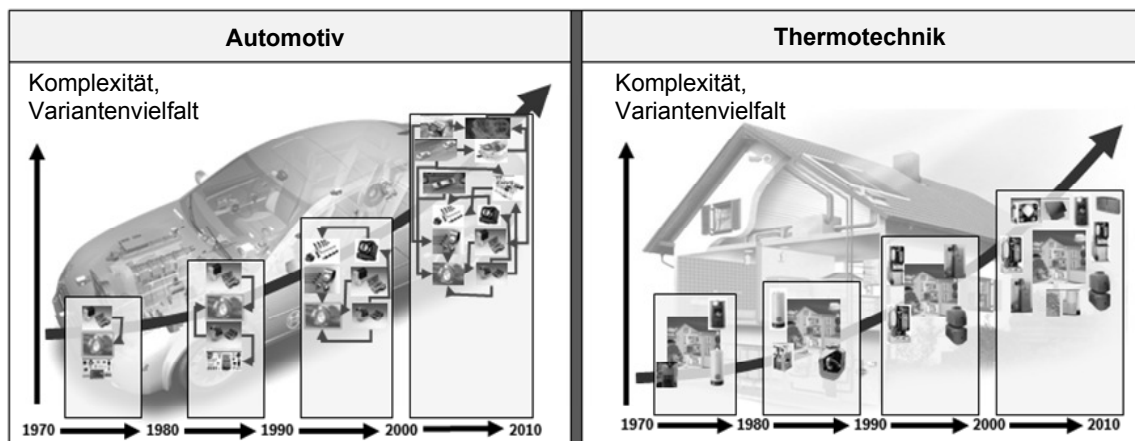 Automotiv
Komplexität,
Variantenvielfalt
1970 1980 1990 2000 2010
Thermotechnik
Komplexität,
Variantenvielfalt
1970 1980 1990 2000 2010